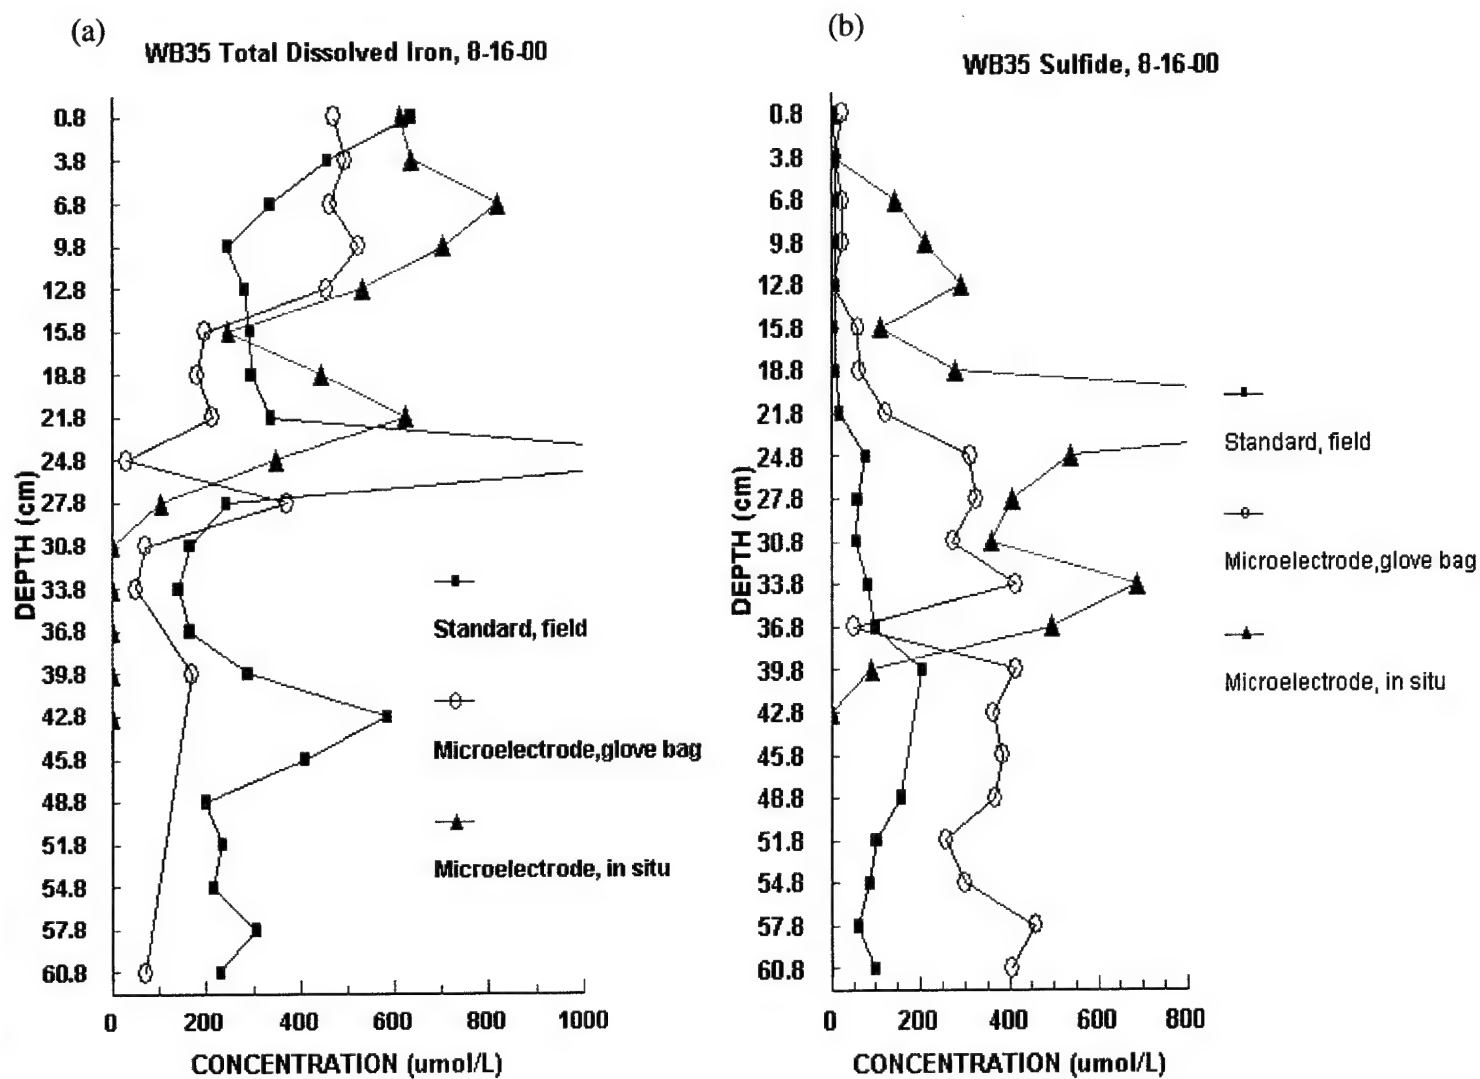 (a)
WB35 Total Dissolved Iron, 8-16-00
0.8
3.8
6.8
9.8
12.8
15.8
18.8
21.8
24.8
27.8
30.8
33.8
36.8
39.8
42.8
45.8
48.8
51.8
54.8
57.8
60.8
DEPTH (cm)
Standard, field
Microelectrode,glove bag
Microelectrode, in situ
0 200 400 600 800 1000
CONCENTRATION (umol/L)
(b)
WB35 Sulfide, 8-16-00
0.8
3.8
6.8
9.8
12.8
15.8
18.8
21.8
24.8
27.8
30.8
33.8
36.8
39.8
42.8
45.8
48.8
51.8
54.8
57.8
60.8
DEPTH (cm)
Standard, field
Microelectrode,glove bag
Microelectrode, in situ
0 200 400 600 800
CONCENTRATION (umol/L)